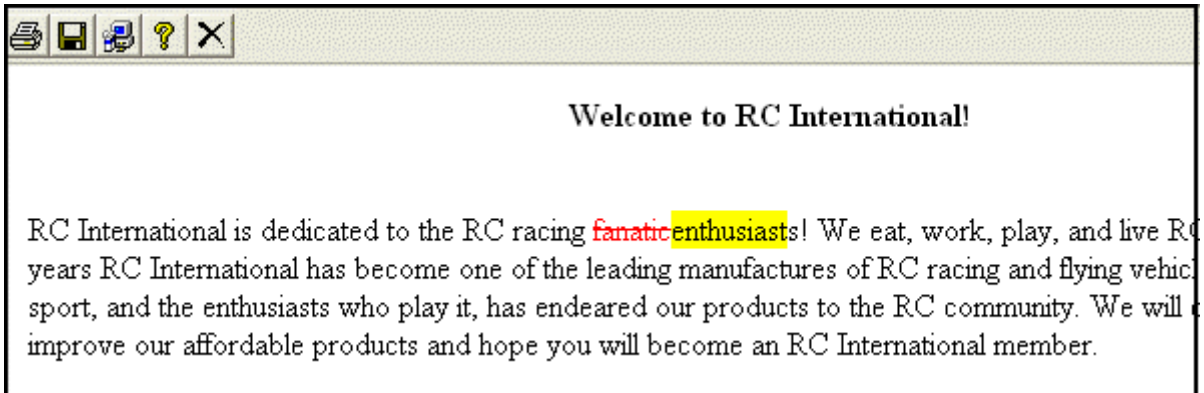 Welcome to RC International!
RC International is dedicated to the RC racing fanaticenthusiasts! We eat, work, play, and live
years RC International has become one of the leading manufactures of RC racing and flying
sport, and the enthusiasts who play it, has endeared our products to the RC community. We will
improve our affordable products and hope you will become an RC International member.